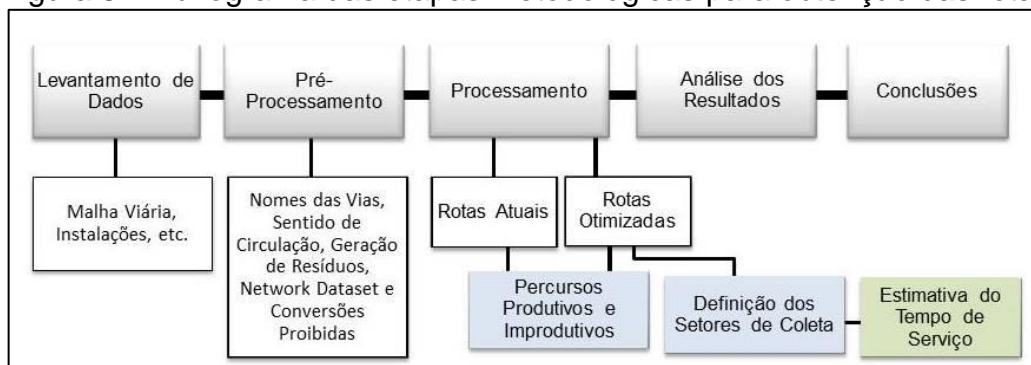 Levantamento de
Dados
Pré-
Processamento
Processamento
Análise dos
Resultados
Conclusões
Malha Viária,
Instalações, etc.
Nomes das Vias,
Sentido de
Circulação, Geração
de Resíduos,
Network Dataset e
Conversões
Proibidas
Rotas Atuais
Rotas
Otimizadas
Percursos
Produtivos e
Improdutivos
Definição dos
Setores de Coleta
Estimativa do
Tempo de
Serviço